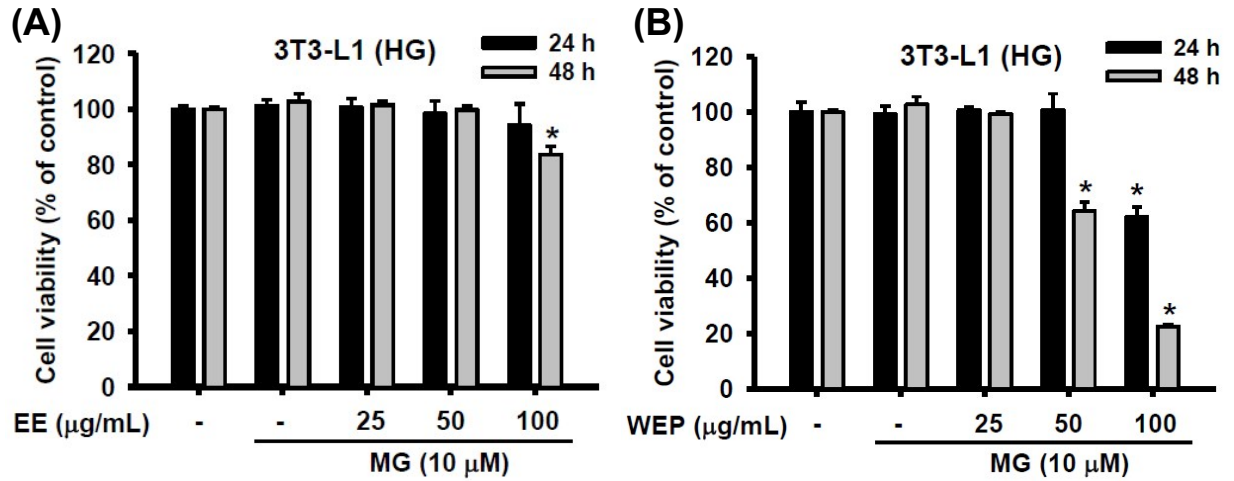 (A)
3T3-L1 (HG)
24 h
48 h
Cell viability (% of control)
120
100
80
60
40
20
0
*
EE (μg/mL) - - 25 50 100
MG (10 μM)
(B)
3T3-L1 (HG)
24 h
48 h
Cell viability (% of control)
120
100
80
60
40
20
0
* * *
WEP (μg/mL) - - 25 50 100
MG (10 μM)